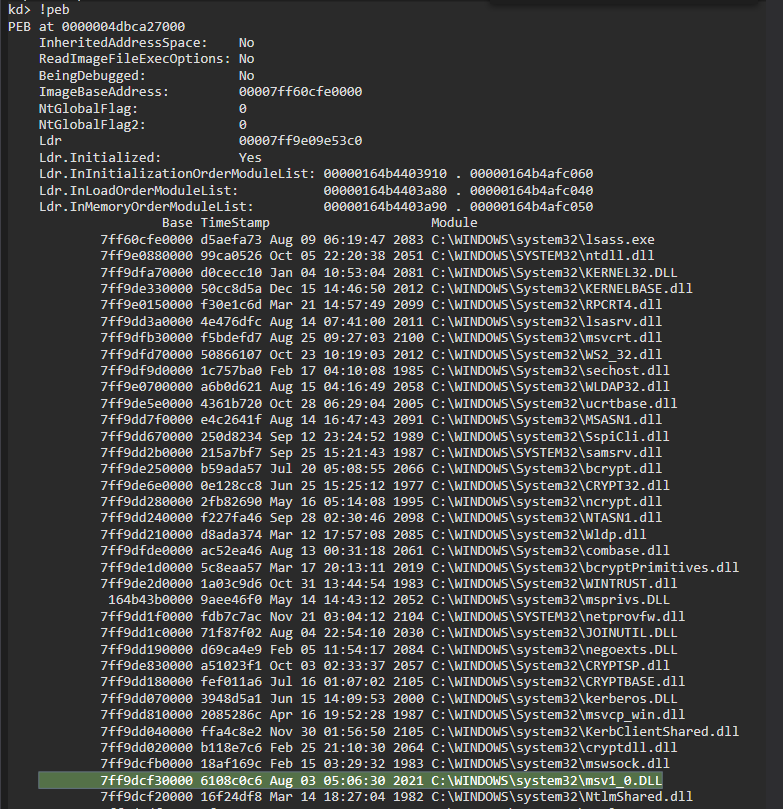 kd> !peb
PEB at 0000004dbca27000
InheritedAddressSpace: No
ReadImageFileExecOptions: No
BeingDebugged: No
ImageBaseAddress: 00007ff60cfe0000
NtGlobalFlag: 0
NtGlobalFlag2: 0
Ldr 00007ff9e09e53c0
Ldr.Initialized: Yes
Ldr.InInitializationOrderModuleList: 00000164b4403910 . 00000164b4afc060
Ldr.InLoadOrderModuleList: 00000164b4403a80 . 00000164b4afc040
Ldr.InMemoryOrderModuleList: 00000164b4403a90 . 00000164b4afc050
Base TimeStamp Module
7ff60cfe0000 d5aefa73 Aug 09 06:19:47 2083 C:\WINDOWS\system32\lsass.exe
7ff9e0880000 99ca0526 Oct 05 22:20:38 2051 C:\WINDOWS\SYSTEM32\ntdll.dll
7ff9dfa70000 d0cecc10 Jan 04 10:53:04 2081 C:\WINDOWS\System32\KERNEL32.DLL
7ff9de330000 50cc8d5a Dec 15 14:46:50 2012 C:\WINDOWS\System32\KERNELBASE.dll
7ff9e0150000 f30e1c6d Mar 21 14:57:49 2099 C:\WINDOWS\System32\RPCRT4.dll
7ff9dd3a0000 4e476dfc Aug 14 07:41:00 2011 C:\WINDOWS\system32\lsasrv.dll
7ff9dfb30000 f5bdefd7 Aug 25 09:27:03 2100 C:\WINDOWS\System32\msvcrt.dll
7ff9dfd70000 50866107 Oct 23 10:19:03 2012 C:\WINDOWS\System32\WS2_32.dll
7ff9df9d0000 1c757ba0 Feb 17 04:10:08 1985 C:\WINDOWS\System32\sechost.dll
7ff9e0700000 a6b0d621 Aug 15 04:16:49 2058 C:\WINDOWS\System32\WLDAP32.dll
7ff9de5e0000 4361b720 Oct 28 06:29:04 2005 C:\WINDOWS\System32\ucrtbase.dll
7ff9dd7f0000 e4c2641f Aug 14 16:47:43 2091 C:\WINDOWS\System32\MSASN1.dll
7ff9dd670000 250d8234 Sep 12 23:24:52 1989 C:\WINDOWS\System32\SspiCli.dll
7ff9dd2b0000 215a7bf7 Sep 25 15:21:43 1987 C:\WINDOWS\SYSTEM32\samsrv.dll
7ff9de250000 b59ada57 Jul 20 05:08:55 2066 C:\WINDOWS\System32\bcrypt.dll
7ff9de6e0000 0e128cc8 Jun 25 15:25:12 1977 C:\WINDOWS\System32\CRYPT32.dll
7ff9dd280000 2fb82690 May 16 05:14:08 1995 C:\WINDOWS\System32\ncrypt.dll
7ff9dd240000 f227fa46 Sep 28 02:30:46 2098 C:\WINDOWS\System32\NTASN1.dll
7ff9dd210000 d8ada374 Mar 12 17:57:08 2085 C:\WINDOWS\System32\Wldp.dll
7ff9dfde0000 ac52ea46 Aug 13 00:31:18 2061 C:\WINDOWS\System32\combase.dll
7ff9de1d0000 5c8eaa57 Mar 17 20:13:11 2019 C:\WINDOWS\System32\bcryptPrimitives.dll
7ff9de2d0000 1a03c9d6 Oct 31 13:44:54 1983 C:\WINDOWS\System32\WINTRUST.dll
164b43b0000 9aee46f0 May 14 14:43:12 2052 C:\WINDOWS\system32\msprivs.DLL
7ff9dd1f0000 fdb7c7ac Nov 21 03:04:12 2104 C:\WINDOWS\SYSTEM32\netprovfw.dll
7ff9dd1c0000 71f87f02 Aug 04 22:54:10 2030 C:\WINDOWS\system32\JOINUTIL.DLL
7ff9dd190000 d69ca4e9 Feb 05 11:54:17 2084 C:\WINDOWS\system32\negoexts.DLL
7ff9de830000 a51023f1 Oct 03 02:33:37 2057 C:\WINDOWS\System32\CRYPTSP.dll
7ff9dd180000 fef011a6 Jul 16 01:07:02 2105 C:\WINDOWS\System32\CRYPTBASE.dll
7ff9dd070000 3948d5a1 Jun 15 14:09:53 2000 C:\WINDOWS\system32\kerberos.DLL
7ff9dd810000 2085286c Apr 16 19:52:28 1987 C:\WINDOWS\System32\msvcp_win.dll
7ff9dd040000 ffa4c8e2 Nov 30 01:56:50 2105 C:\WINDOWS\system32\KerbClientShared.dll
7ff9dd020000 b118e7c6 Feb 25 21:10:30 2064 C:\WINDOWS\System32\cryptdll.dll
7ff9dcfb0000 18af169c Feb 15 03:29:32 1983 C:\WINDOWS\system32\mswsock.dll
7ff9dcf30000 6108c0c6 Aug 03 05:06:30 2021 C:\WINDOWS\system32\msv1_0.DLL
7ff9dcf20000 16f24df8 Mar 14 18:27:04 1982 C:\WINDOWS\system32\NtlmShared.dll